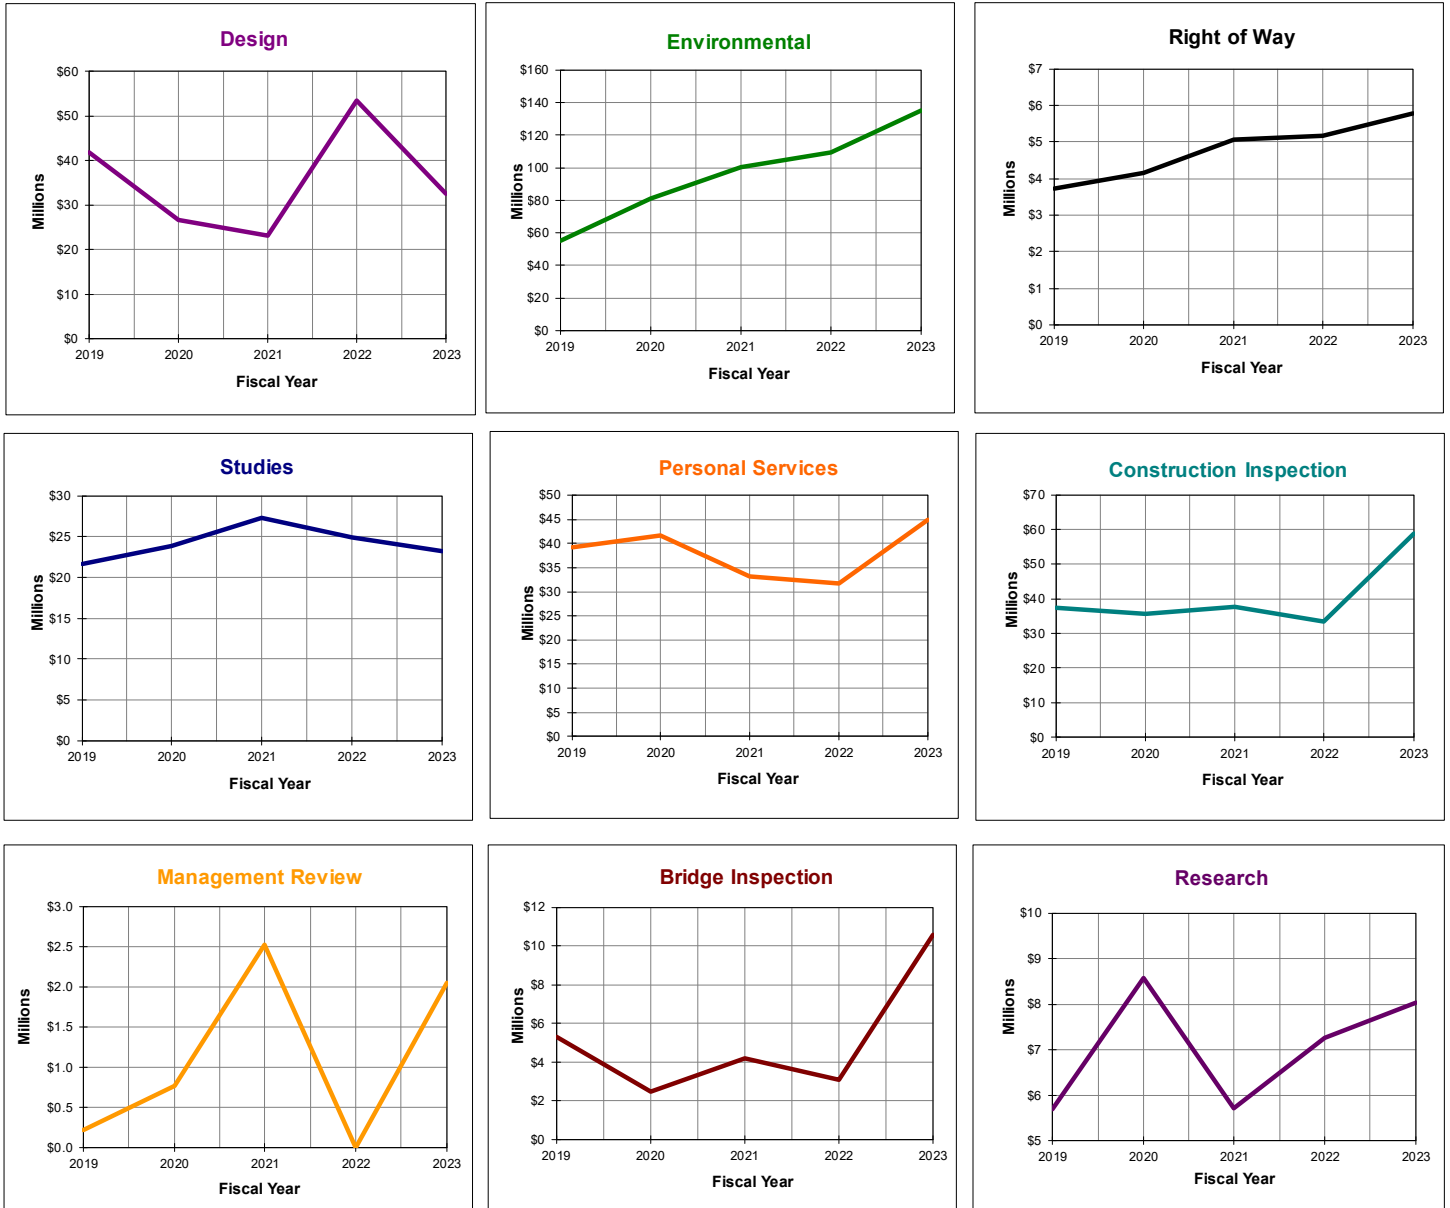 Design
$60
$50
$40
$30
$20
$10
$0
Millions
2019 2020 2021 2022 2023
Fiscal Year
Environmental
$160
$140
$120
$100
$80
$60
$40
$20
$0
Millions
2019 2020 2021 2022 2023
Fiscal Year
Right of Way
$7
$6
$5
$4
$3
$2
$1
$0
Millions
2019 2020 2021 2022 2023
Fiscal Year
Studies
$30
$25
$20
$15
$10
$5
$0
Millions
2019 2020 2021 2022 2023
Fiscal Year
Personal Services
$50
$45
$40
$35
$30
$25
$20
$15
$10
$5
$0
Millions
2019 2020 2021 2022 2023
Fiscal Year
Construction Inspection
$70
$60
$50
$40
$30
$20
$10
$0
Millions
2019 2020 2021 2022 2023
Fiscal Year
Management Review
$3.0
$2.5
$2.0
$1.5
$1.0
$0.5
$0.0
Millions
2019 2020 2021 2022 2023
Fiscal Year
Bridge Inspection
$12
$10
$8
$6
$4
$2
$0
Millions
2019 2020 2021 2022 2023
Fiscal Year
Research
$10
$9
$8
$7
$6
$5
Millions
2019 2020 2021 2022 2023
Fiscal Year